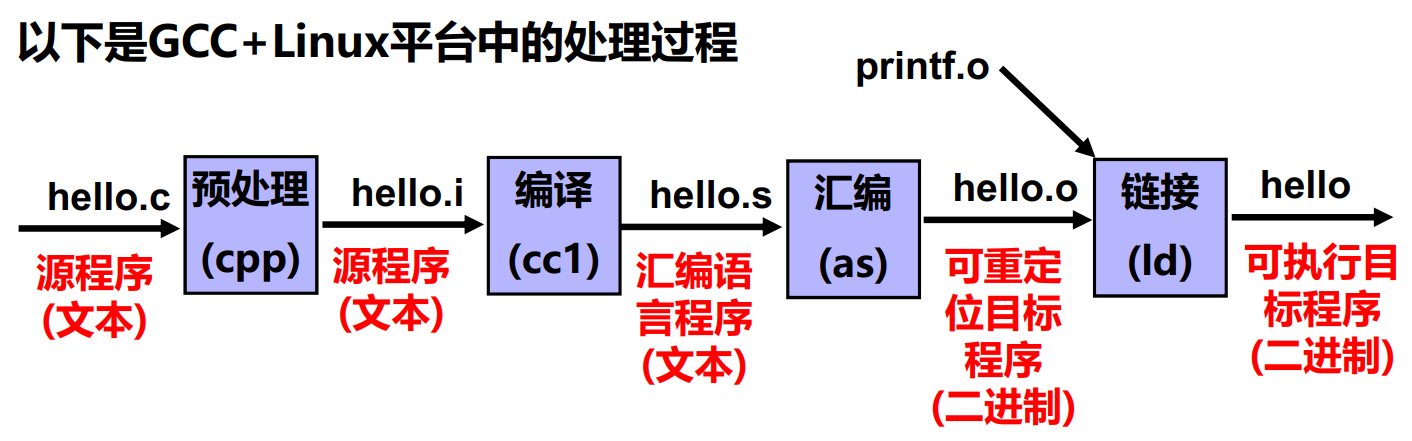 以下是GCC+Linux平台中的处理过程
printf.o
hello.c
预处理
(cpp)
hello.i
编译
(cc1)
hello.s
汇编
(as)
hello.o
链接
(ld)
hello
源程序
(文本)
源程序
(文本)
汇编语
言程序
(文本)
可重定
位目标
程序
(二进制)
可执行目
标程序
(二进制)